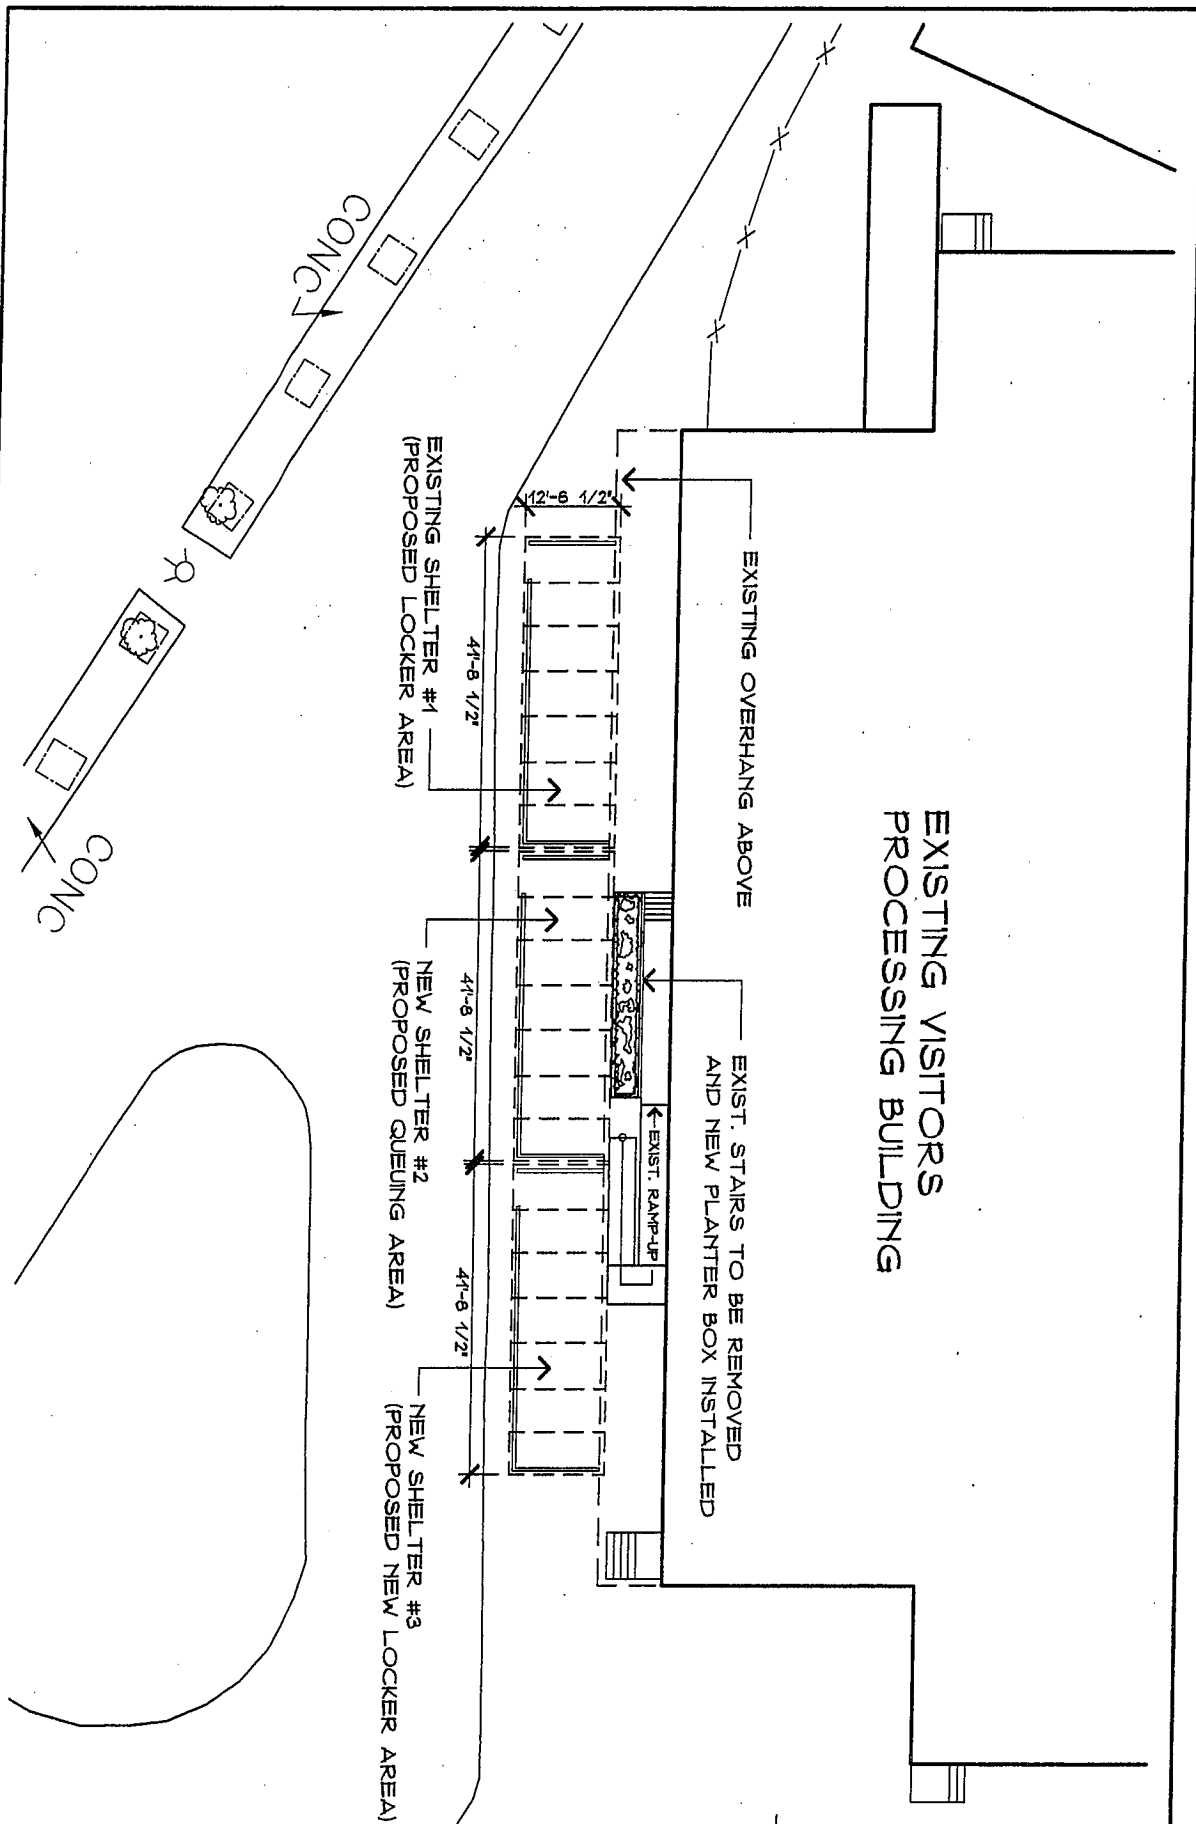 EXISTING VISITORS
PROCESSING BUILDING
EXISTING OVERHANG ABOVE
EXIST. STAIRS TO BE REMOVED
AND NEW PLANTER BOX INSTALLED
EXIST. RAMP-UP
12'-6 1/2"
41'-8 1/2"
41'-8 1/2"
41'-8 1/2"
EXISTING SHELTER #1
(PROPOSED LOCKER AREA)
NEW SHELTER #2
(PROPOSED QUEUING AREA)
NEW SHELTER #3
(PROPOSED NEW LOCKER AREA)
CONC
CONC